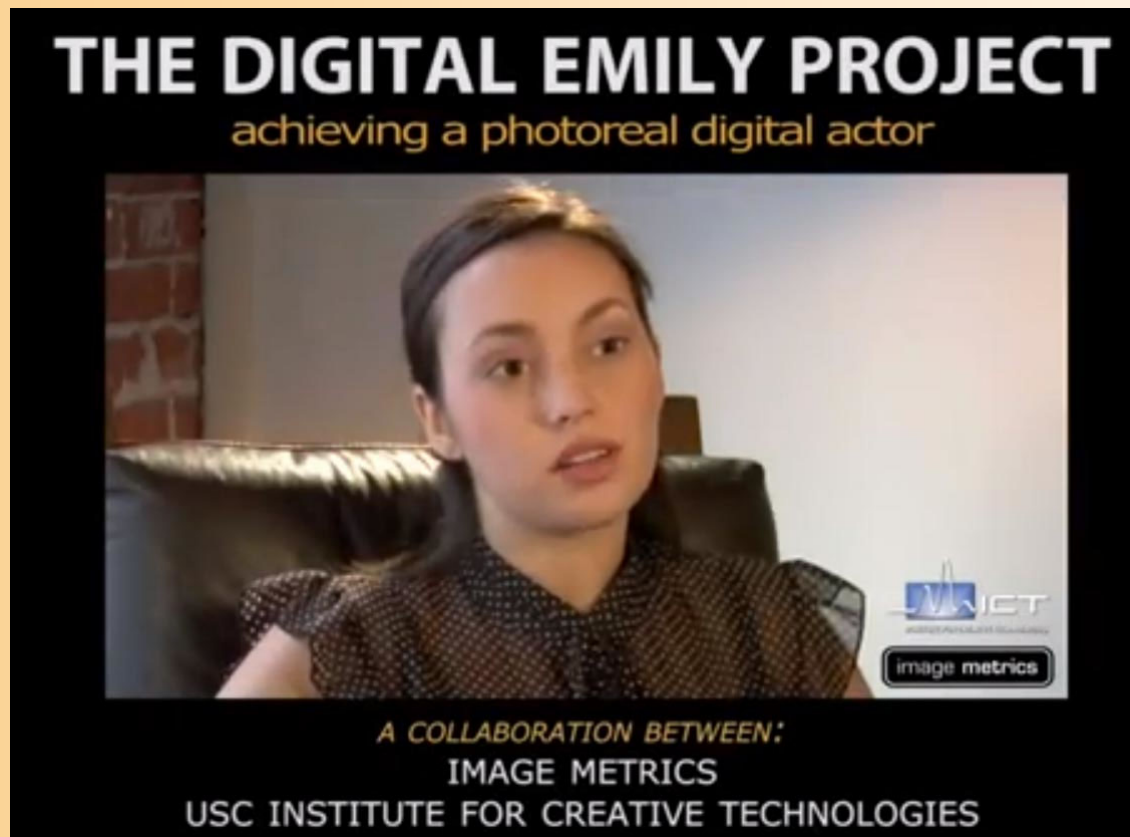 THE DIGITAL EMILY PROJECT
achieving a photoreal digital actor
ICT
image metrics
A COLLABORATION BETWEEN:
IMAGE METRICS
USC INSTITUTE FOR CREATIVE TECHNOLOGIES